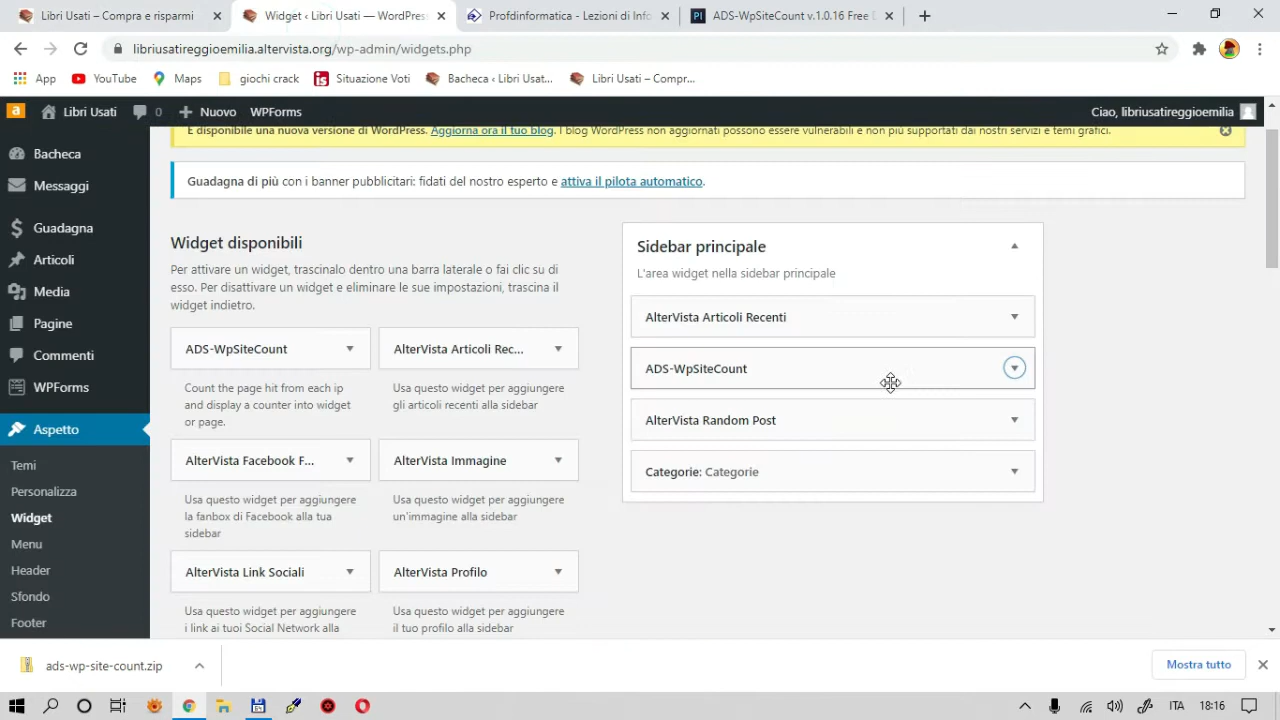 Libri Usati - Compra e risparmi
Widget ‹ Libri Usati — WordPress
Profdinformatica - Lezioni di Info
ADS-WpSiteCount v.1.0.16 Free
libriusatireggioemilia.altervista.org/wp-admin/widgets.php
App
YouTube
Maps
giochi crack
Situazione Voti
Bacheca ‹ Libri Usat...
Libri Usati – Compr...
Libri Usati
0
Nuovo
WPForms
Ciao, libriusatireggioemilia
È disponibile una nuova versione di WordPress. Aggiorna ora il tuo blog. I blog WordPress non aggiornati possono essere vulnerabili e non più supportati dai nostri servizi e temi grafici.
Guadagna di più con i banner pubblicitari: fidati del nostro esperto e attiva il pilota automatico.
Bacheca
Messaggi
Guadagna
Articoli
Media
Pagine
Commenti
WPForms
Aspetto
Temi
Personalizza
Widget
Menu
Header
Sfondo
Footer
Widget disponibili
Per attivare un widget, trascinalo dentro una barra laterale o fai clic su di
esso. Per disattivare un widget e eliminare le sue impostazioni, trascina il
widget indietro.
ADS-WpSiteCount
Count the page hit from each ip
and display a counter into widget
or page.
AlterVista Articoli Rec...
Usa questo widget per aggiungere
gli articoli recenti alla sidebar
AlterVista Facebook F...
Usa questo widget per aggiungere
la fanbox di Facebook alla tua
sidebar
AlterVista Immagine
Usa questo widget per aggiungere
un'immagine alla sidebar
AlterVista Link Sociali
Usa questo widget per aggiungere
i link ai tuoi Social Network alla
AlterVista Profilo
Usa questo widget per aggiungere
il tuo profilo alla sidebar
Sidebar principale
L'area widget nella sidebar principale
AlterVista Articoli Recenti
ADS-WpSiteCount
AlterVista Random Post
Categorie: Categorie
ads-wp-site-count.zip
Mostra tutto
ITA
18:16